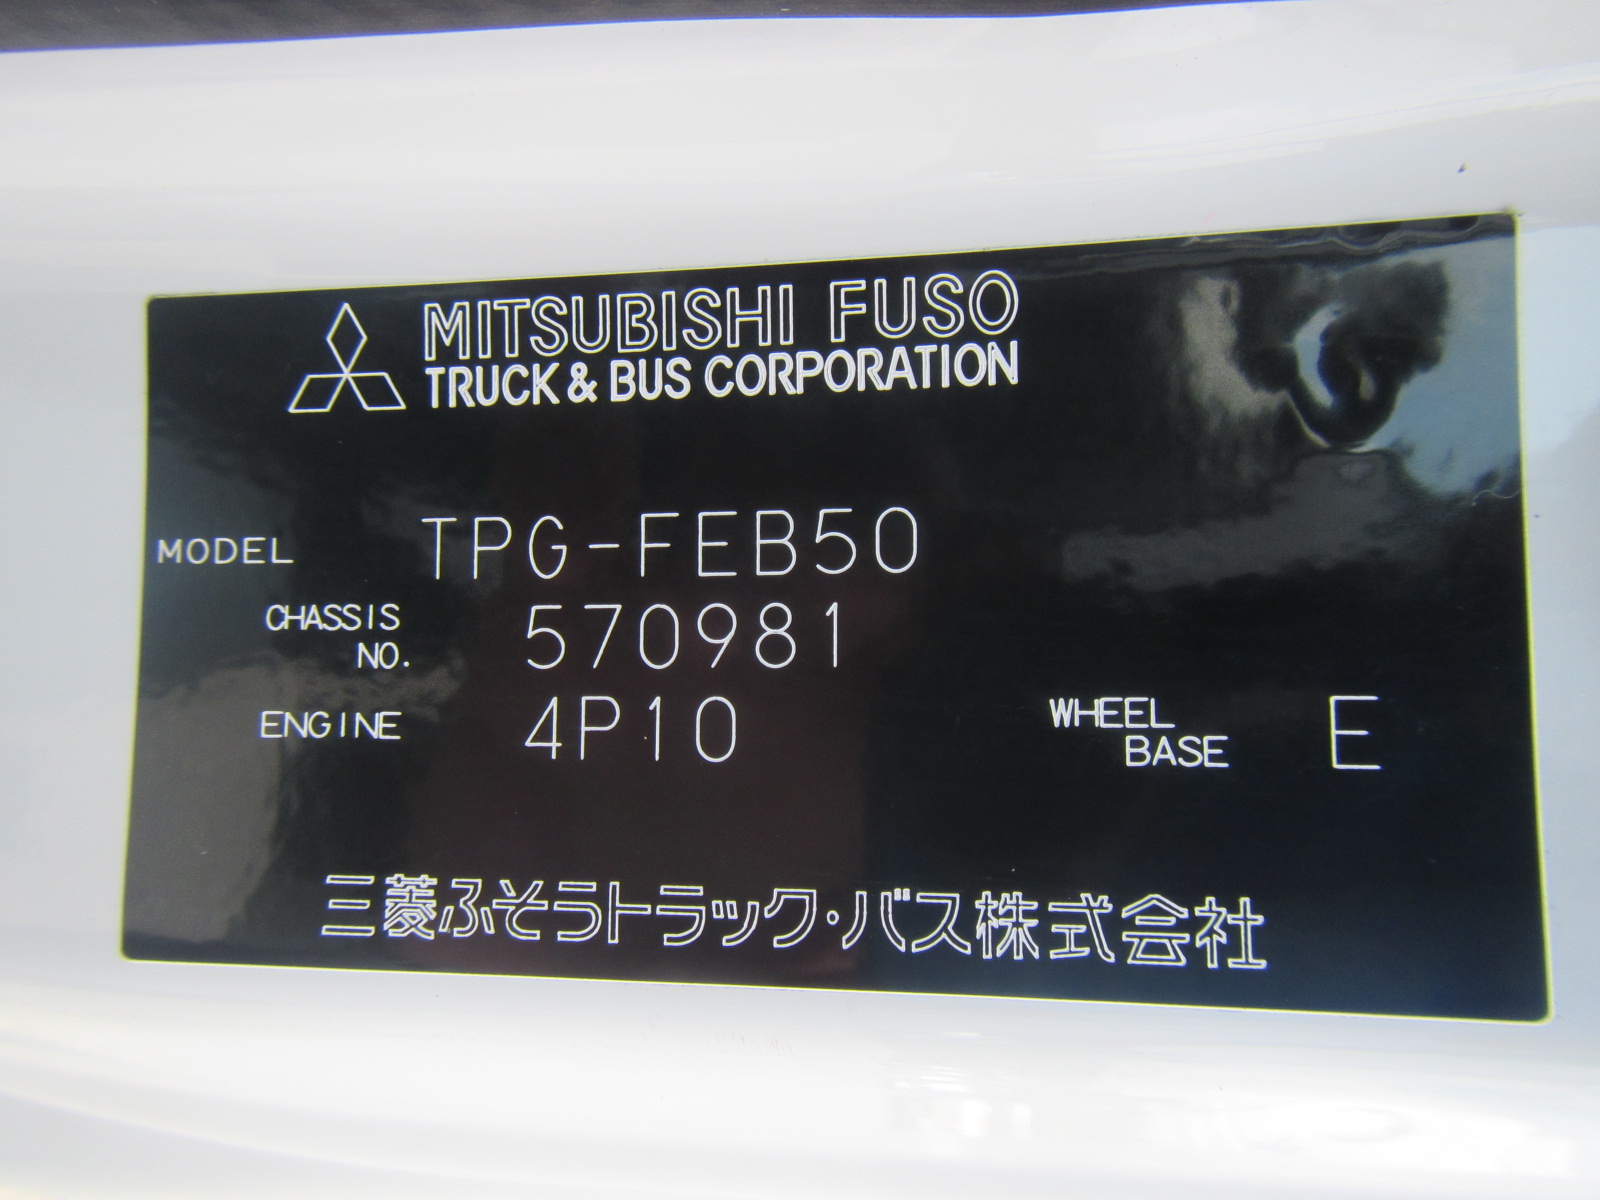 MITSUBISHI FUSO
TRUCK & BUS CORPORATION
MODEL TPG-FEB50
CHASSIS
NO. 570981
ENGINE 4P10
WHEEL
BASE E
三菱ふそうトラック・バス株式会社